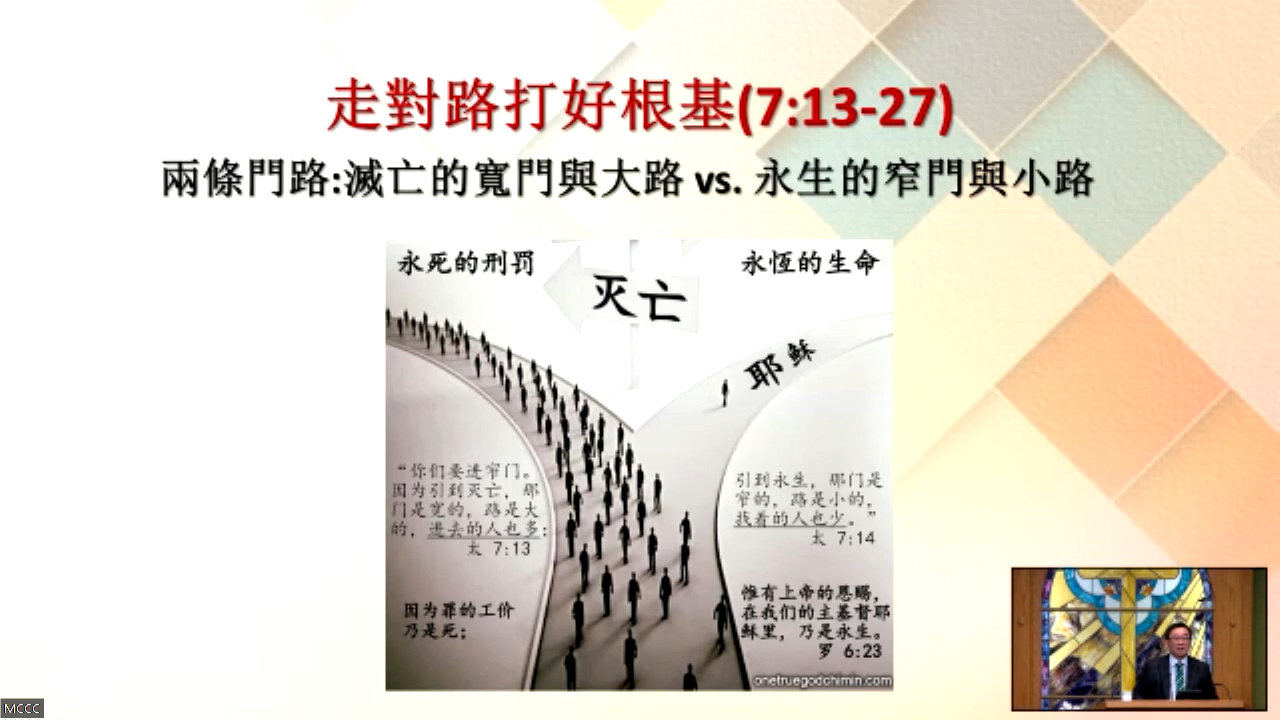 走對路打好根基(7:13-27)
兩條門路:滅亡的寬門與大路 vs. 永生的窄門與小路
永死的刑罚
灭亡
永恆的生命
耶稣
“你们要进窄门。
因为引到灭亡，那
门是宽的，路是大
的，进去的人也多；
太 7:13
引到永生，那门是
窄的，路是小的，
找着的人也少。”
太 7:14
因为罪的工价
乃是死；
惟有上帝的恩赐，
在我们的主基督耶
稣里，乃是永生。
罗 6:23
onetruegodchimin.com
MCCC